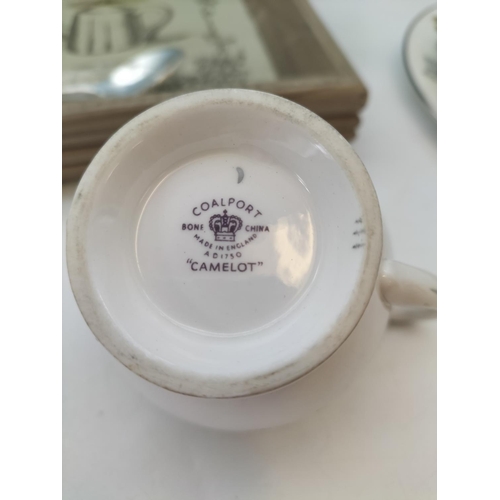 COALPORT
BONE CHINA
MADE IN ENGLAND
A D 1750
"CAMELOT"